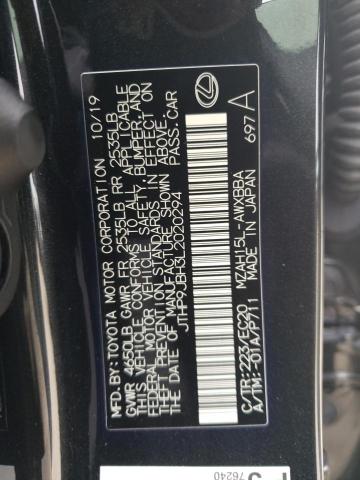 MFD. BY: TOYOTA MOTOR CORPORATION 10/19
GVWR 4650LB GAWR FR 2535LB RR 2535LB
THIS VEHICLE CONFORMS TO ALL APPLICABLE
FEDERAL MOTOR VEHICLE SAFETY, BUMPER, AND
THEFT PREVENTION STANDARDS IN EFFECT ON
THE DATE OF MANUFACTURE SHOWN ABOVE.
JTHP9JBH3L2020294 PASS.CAR
C/TR:223/EC20 MZAH15L-AWXBBA
A/TM:-01A/P711 MADE IN JAPAN
697 A
76240